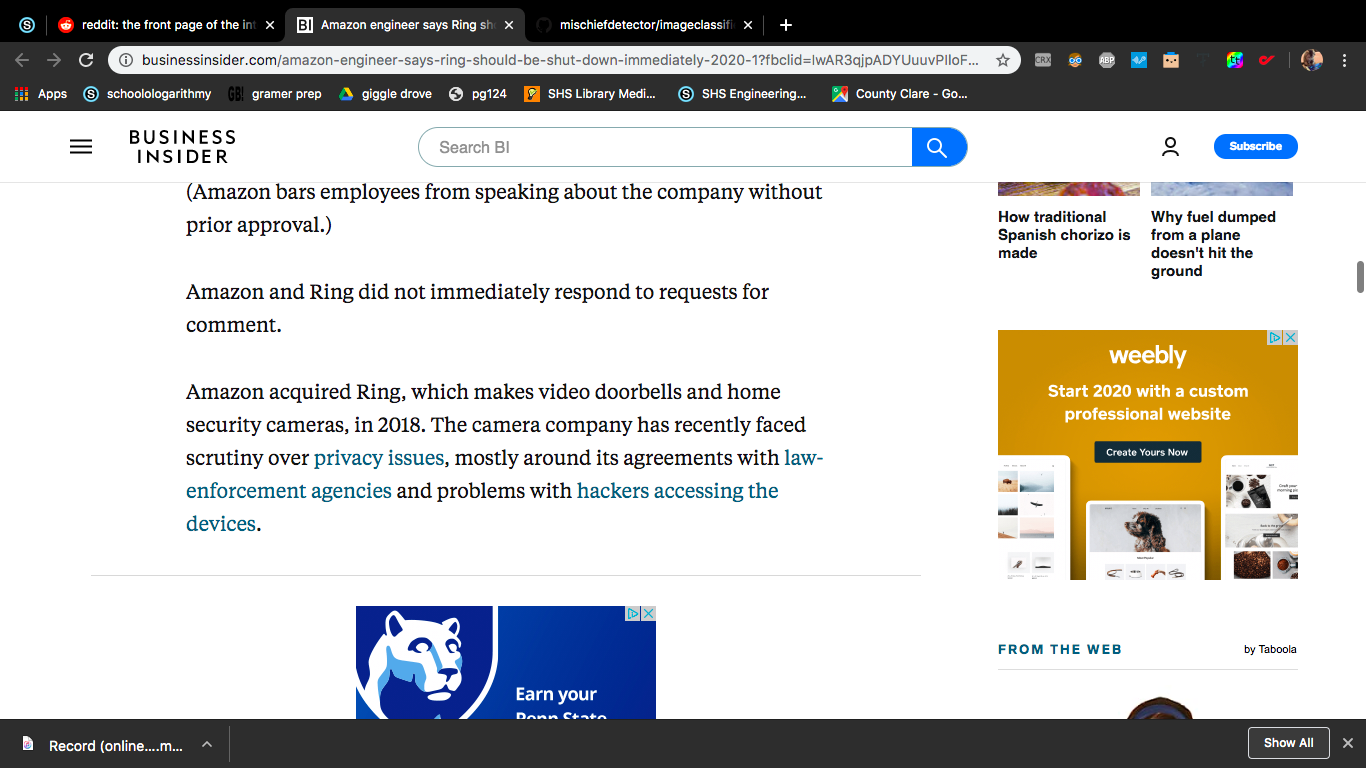 reddit: the front page of the int
Amazon engineer says Ring sho
mischiefdetector/imageclassifi
businessinsider.com/amazon-engineer-says-ring-should-be-shut-down-immediately-2020-1?fbclid=IwAR3qjpADYUuuvPIloF...
CRX
ABP
Apps
schoolologarithmy
GB!
gramer prep
giggle drove
pg124
SHS Library Medi...
SHS Engineering...
County Clare - Go...
BUSINESS
INSIDER
Search BI
Subscribe
(Amazon bars employees from speaking about the company without
prior approval.)
Amazon and Ring did not immediately respond to requests for
comment.
Amazon acquired Ring, which makes video doorbells and home
security cameras, in 2018. The camera company has recently faced
scrutiny over privacy issues, mostly around its agreements with law-
enforcement agencies and problems with hackers accessing the
devices.
Earn your
Penn State
How traditional
Spanish chorizo is
made
Why fuel dumped
from a plane
doesn't hit the
ground
weebly
Start 2020 with a custom
professional website
Create Yours Now
FROM THE WEB
by Taboola
Record (online....m...
Show All